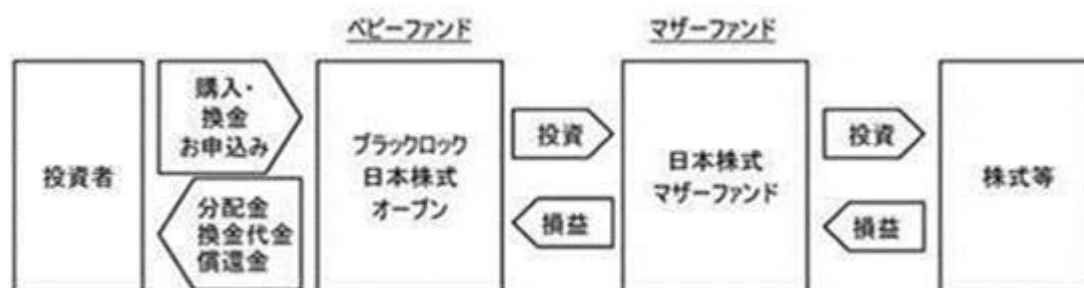 ベビーファンド
マザーファンド
投資者
購入・
換金
お申込み
分配金
換金代金
償還金
ブラックロック
日本株式
オープン
投資
損益
日本株式
マザーファンド
投資
損益
株式等